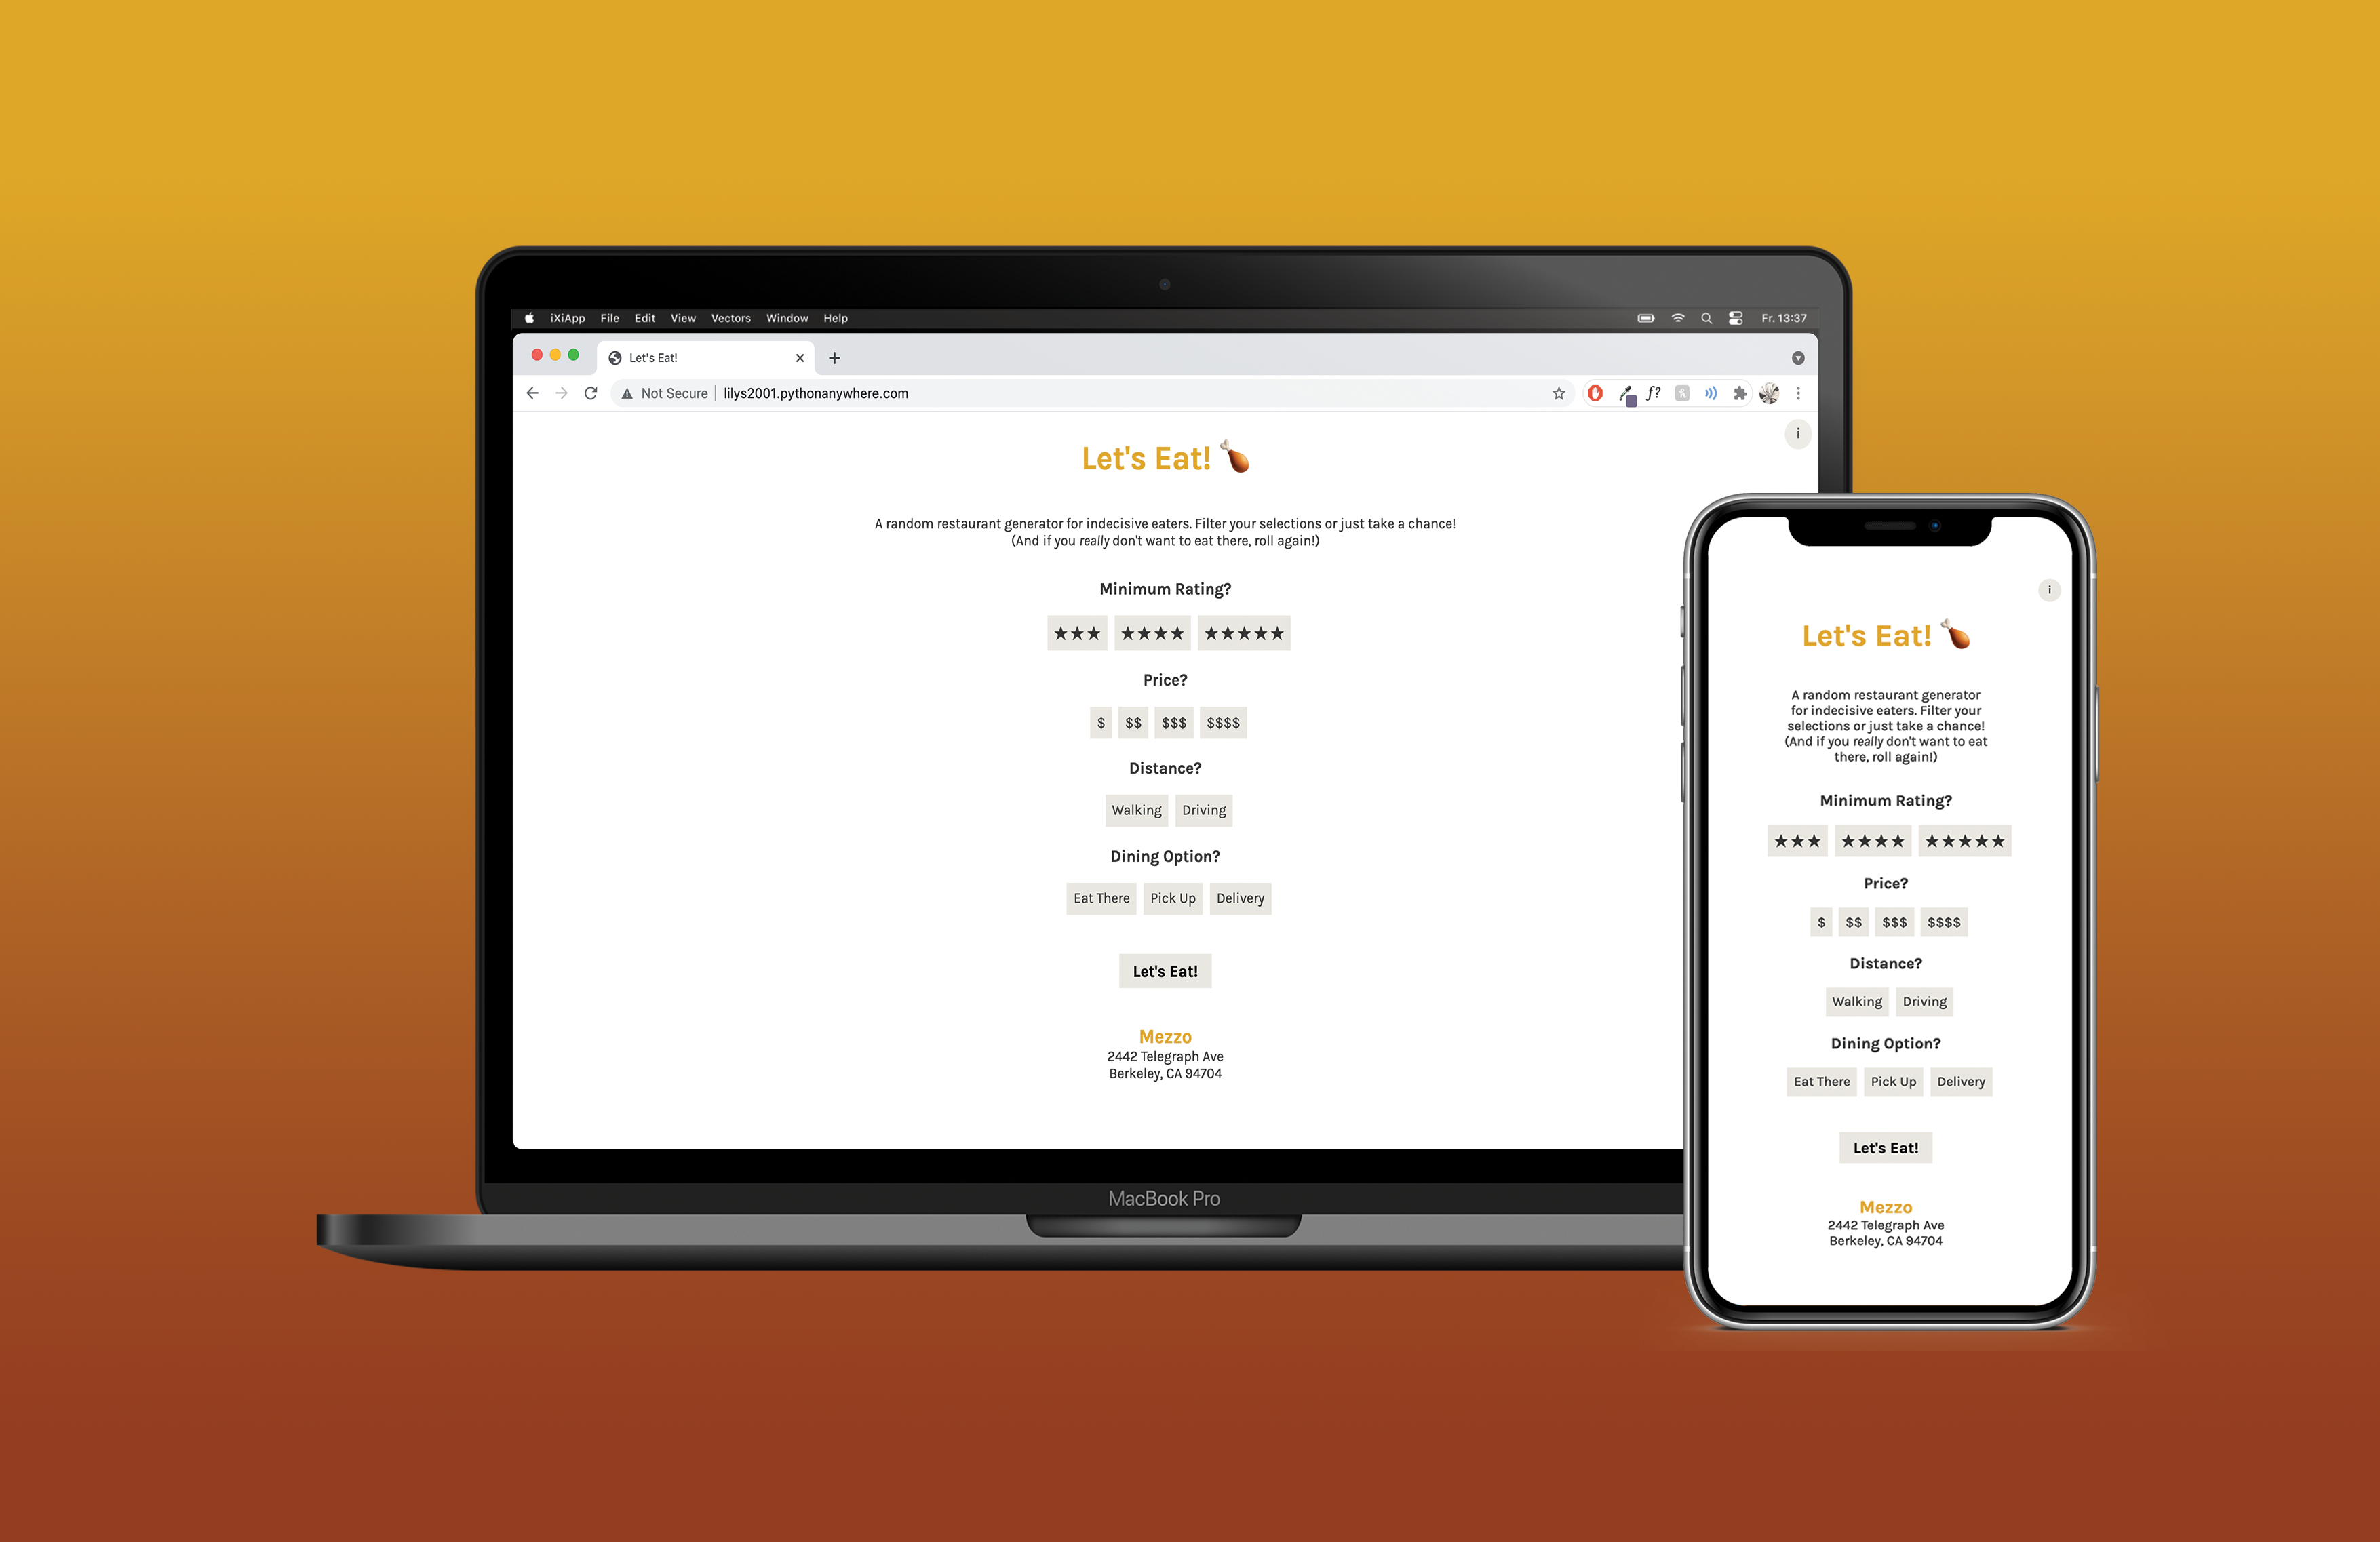 iXiApp File Edit View Vectors Window Help Fr. 13:37
Let's Eat!
Not Secure lilys2001.pythonanywhere.com f?
i
Let's Eat!
A random restaurant generator for indecisive eaters. Filter your selections or just take a chance!
(And if you really don't want to eat there, roll again!)
Minimum Rating?
★★★ ★★★★ ★★★★★
Price?
$ $$ $$$ $$$$
Distance?
Walking Driving
Dining Option?
Eat There Pick Up Delivery
Let's Eat!
Mezzo
2442 Telegraph Ave
Berkeley, CA 94704
MacBook Pro
i
Let's Eat!
A random restaurant generator
for indecisive eaters. Filter your
selections or just take a chance!
(And if you really don't want to eat
there, roll again!)
Minimum Rating?
★★★ ★★★★ ★★★★★
Price?
$ $$ $$$ $$$$
Distance?
Walking Driving
Dining Option?
Eat There Pick Up Delivery
Let's Eat!
Mezzo
2442 Telegraph Ave
Berkeley, CA 94704